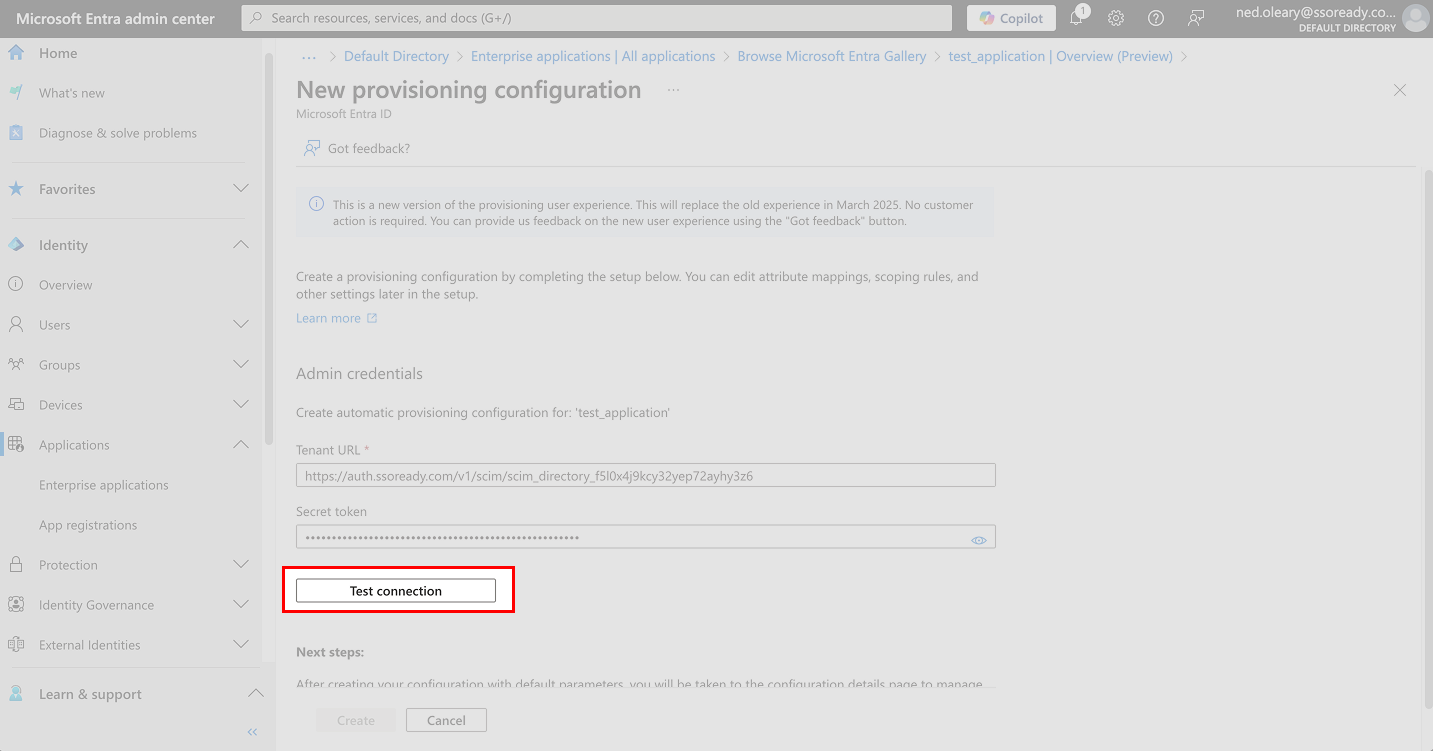 Microsoft Entra admin center
Search resources, services, and docs (G+/)
Copilot
1
ned.oleary@ssoready.co...
DEFAULT DIRECTORY
Home
What's new
Diagnose & solve problems
Favorites
Identity
Overview
Users
Groups
Devices
Applications
Enterprise applications
App registrations
Protection
Identity Governance
External Identities
Learn & support
... > Default Directory > Enterprise applications | All applications > Browse Microsoft Entra Gallery > test_application | Overview (Preview) >
New provisioning configuration ...
Microsoft Entra ID
Got feedback?
This is a new version of the provisioning user experience. This will replace the old experience in March 2025. No customer
action is required. You can provide us feedback on the new user experience using the "Got feedback" button.
Create a provisioning configuration by completing the setup below. You can edit attribute mappings, scoping rules, and
other settings later in the setup.
Learn more
Admin credentials
Create automatic provisioning configuration for: 'test_application'
Tenant URL *
https://auth.ssoready.com/v1/scim/scim_directory_f5l0x4j9kcy32yep72ayhy3z6
Secret token
Test connection
Next steps:
After creating your configuration with default parameters, you will be taken to the configuration details page to manage
Create
Cancel